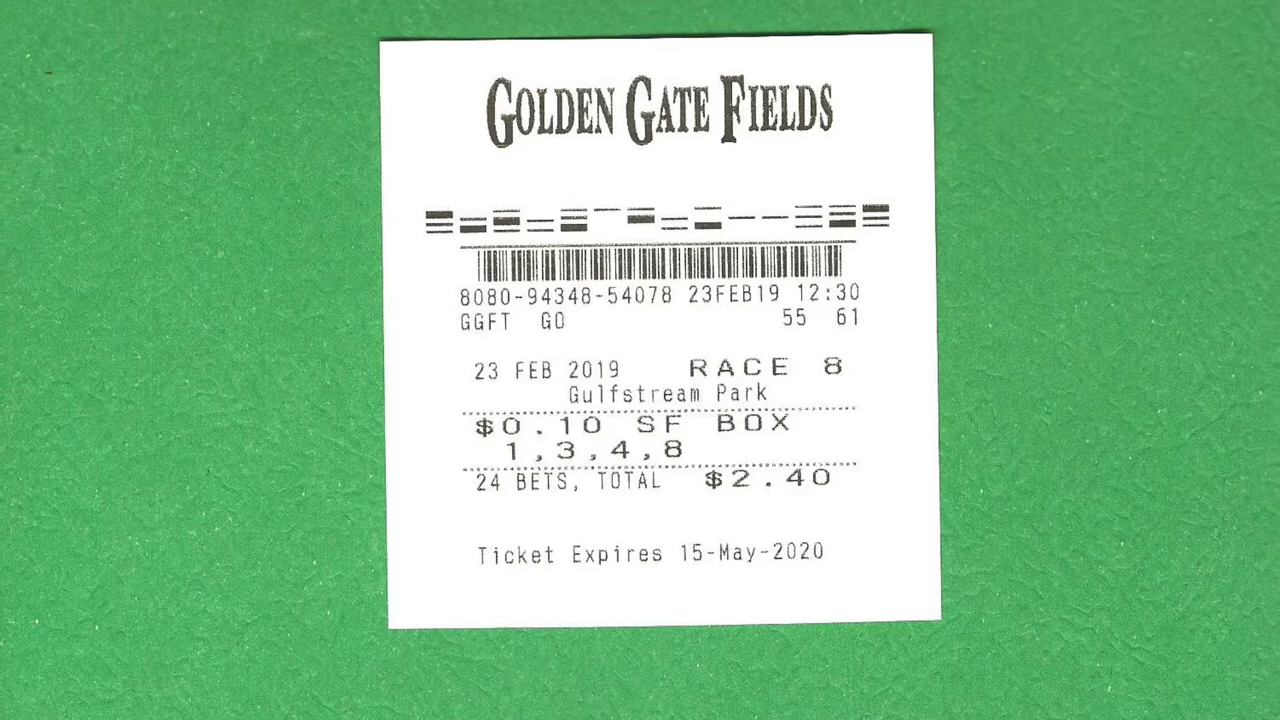 GOLDEN GATE FIELDS
8080-94348-54078 23FEB19 12:30
GGFT GO 55 61
23 FEB 2019 RACE 8
Gulfstream Park
$0.10 SF BOX
1,3,4,8
24 BETS, TOTAL $2.40
Ticket Expires 15-May-2020